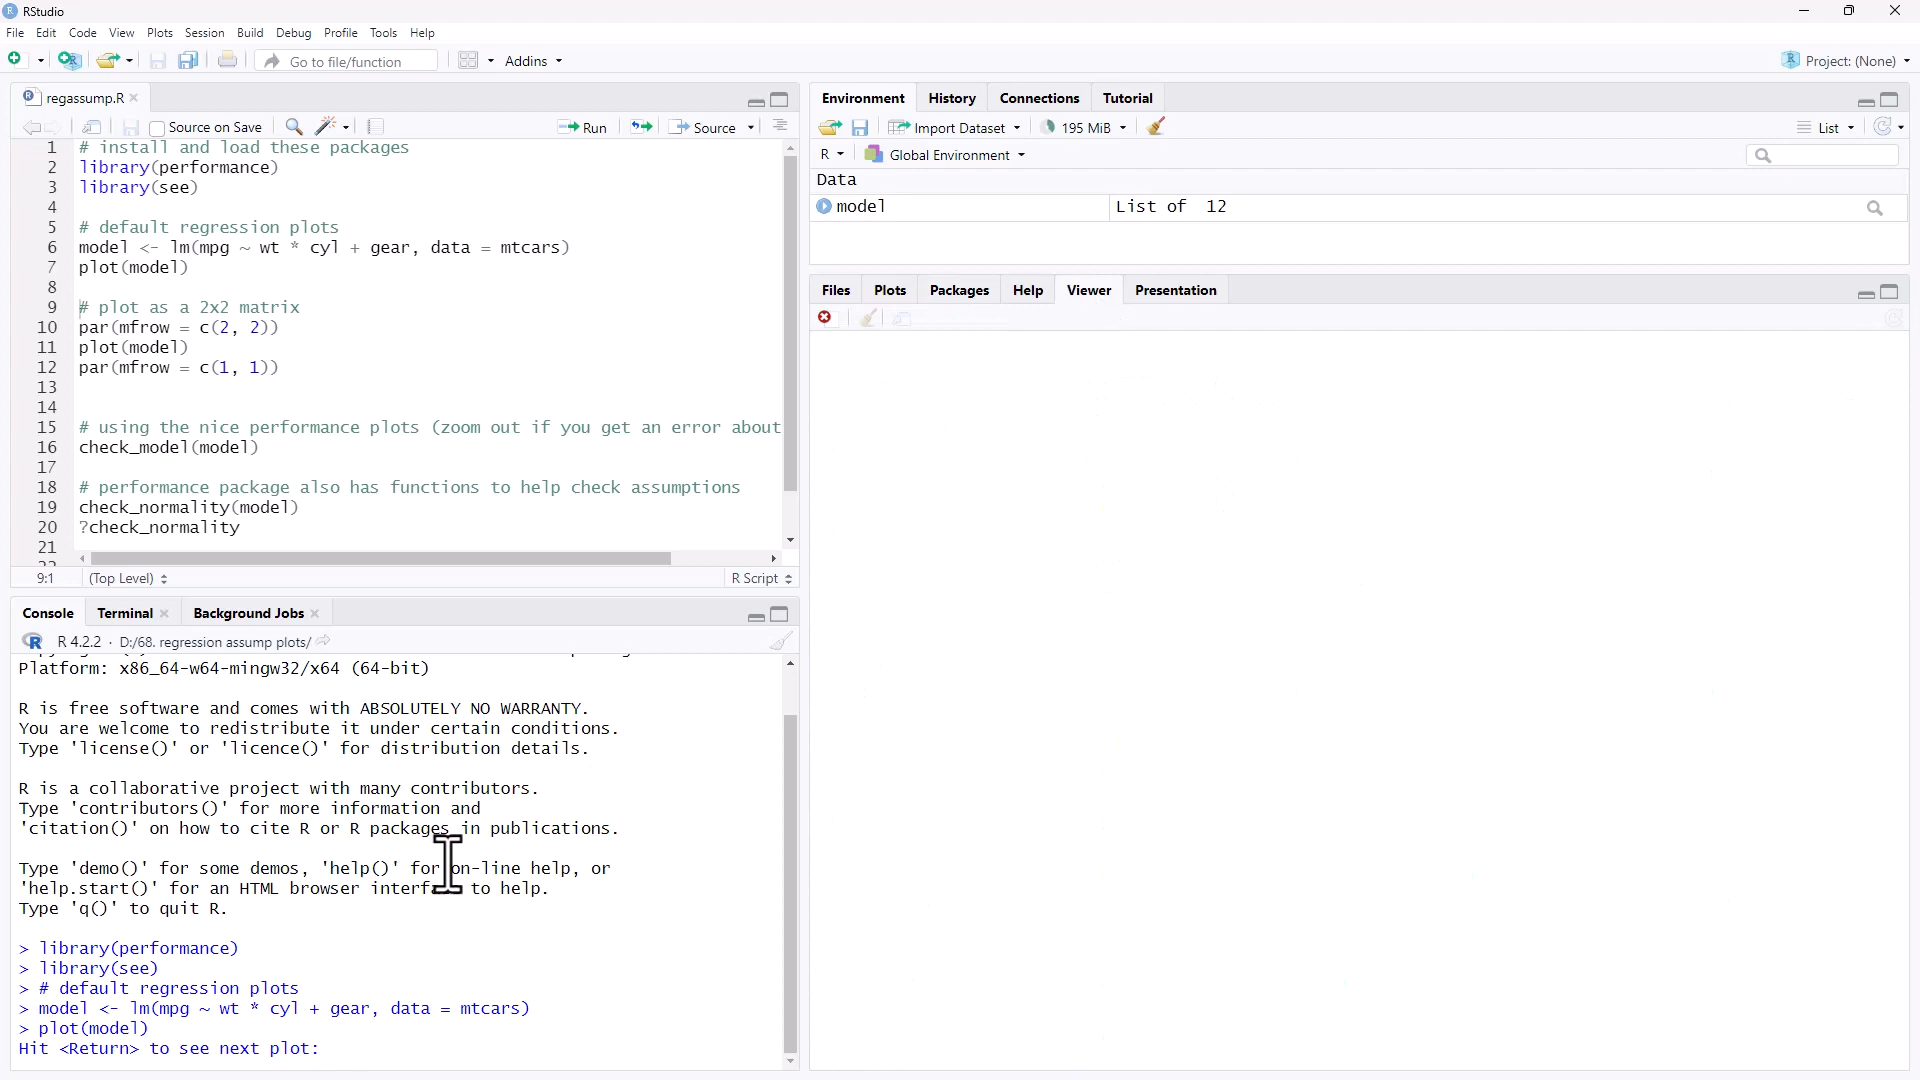 RStudio
File Edit Code View Plots Session Build Debug Profile Tools Help
Go to file/function Addins Project: (None)
regassump.R
Source on Save Run Source
1 # install and load these packages
2 library(performance)
3 library(see)
4
5 # default regression plots
6 model <- lm(mpg ~ wt * cyl + gear, data = mtcars)
7 plot(model)
8
9 # plot as a 2x2 matrix
10 par(mfrow = c(2, 2))
11 plot(model)
12 par(mfrow = c(1, 1))
13
14
15 # using the nice performance plots (zoom out if you get an error about
16 check_model(model)
17
18 # performance package also has functions to help check assumptions
19 check_normality(model)
20 ?check_normality
21
9:1 (Top Level) R Script
Console Terminal Background Jobs
R 4.2.2 · D:/68. regression assump plots/
Platform: x86_64-w64-mingw32/x64 (64-bit)
R is free software and comes with ABSOLUTELY NO WARRANTY.
You are welcome to redistribute it under certain conditions.
Type 'license()' or 'licence()' for distribution details.
R is a collaborative project with many contributors.
Type 'contributors()' for more information and
'citation()' on how to cite R or R packages in publications.
Type 'demo()' for some demos, 'help()' for on-line help, or
'help.start()' for an HTML browser interface to help.
Type 'q()' to quit R.
> library(performance)
> library(see)
> # default regression plots
> model <- lm(mpg ~ wt * cyl + gear, data = mtcars)
> plot(model)
Hit <Return> to see next plot:
Environment History Connections Tutorial
Import Dataset 195 MiB List
R Global Environment
Data
model List of 12
Files Plots Packages Help Viewer Presentation